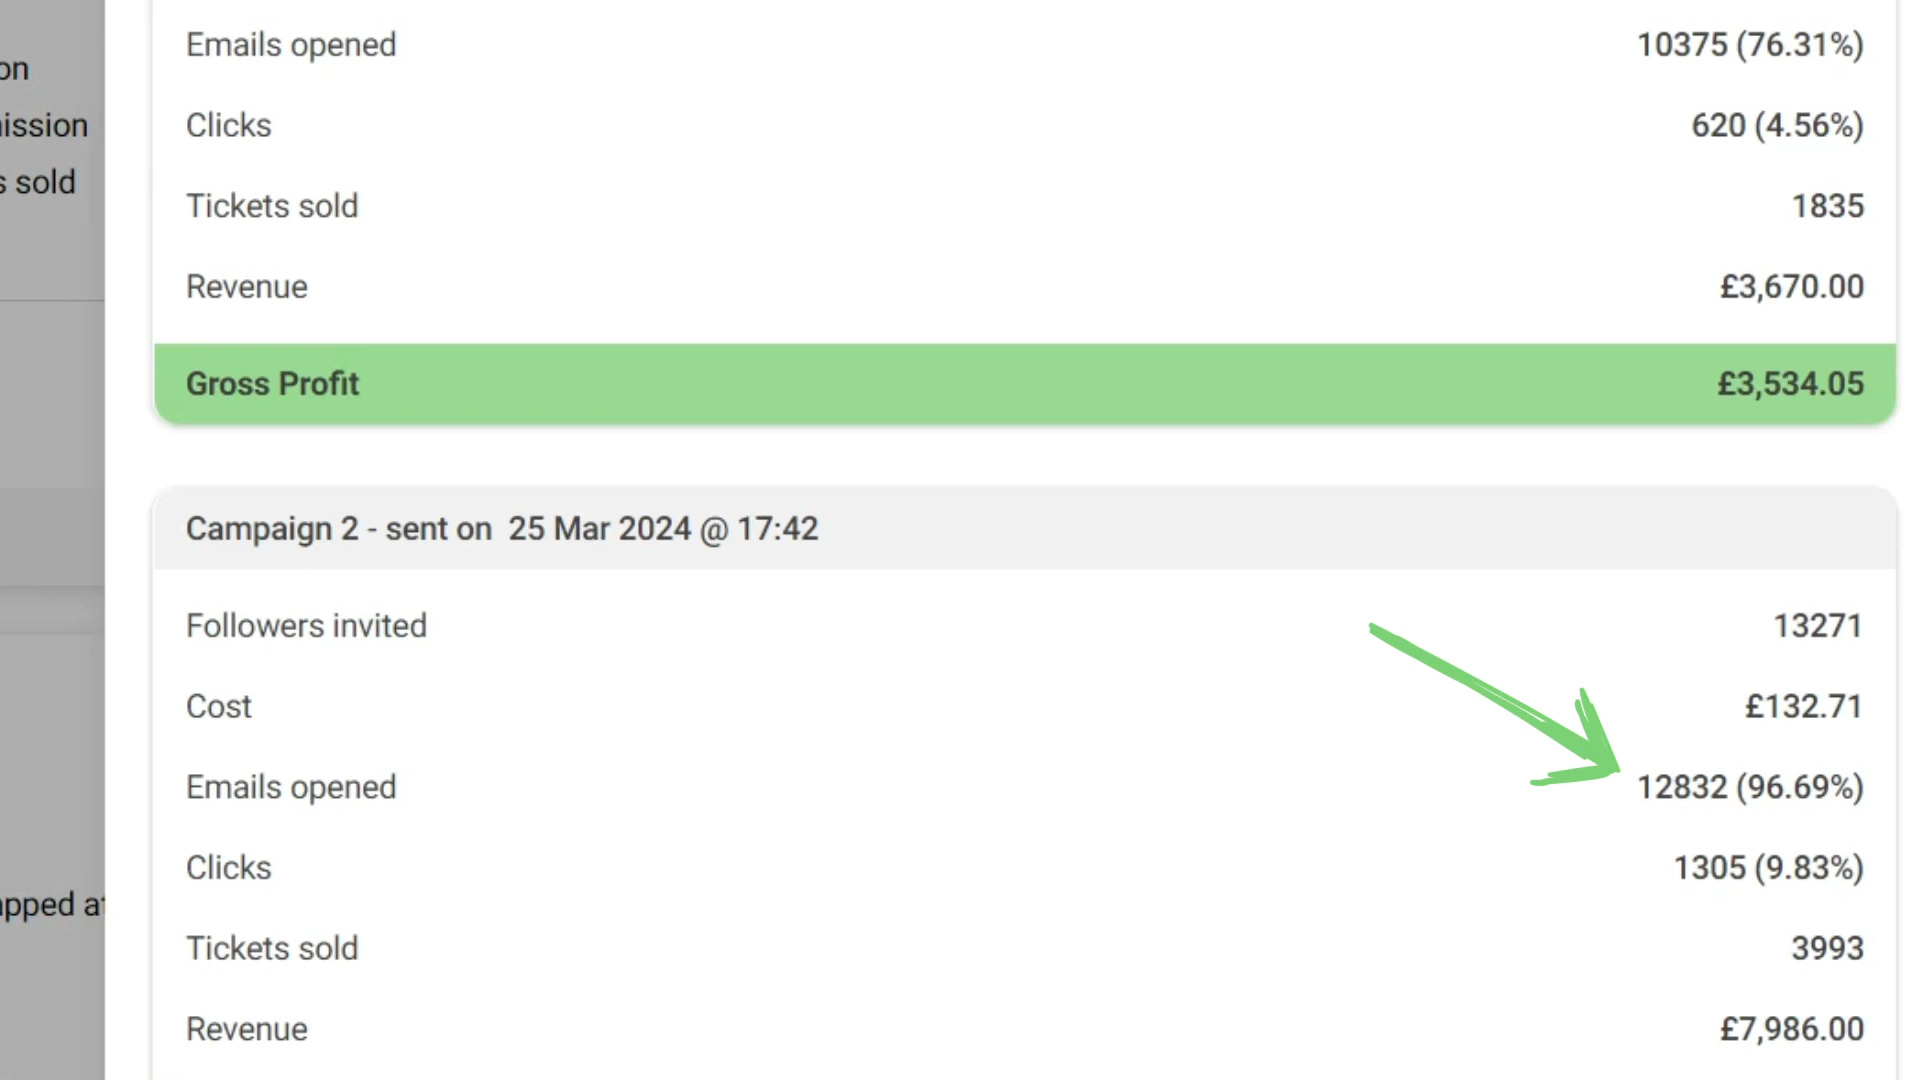 on
ission
s sold
pped at
Emails opened 10375 (76.31%)
Clicks 620 (4.56%)
Tickets sold 1835
Revenue £3,670.00
Gross Profit £3,534.05
Campaign 2 - sent on 25 Mar 2024 @ 17:42
Followers invited 13271
Cost £132.71
Emails opened 12832 (96.69%)
Clicks 1305 (9.83%)
Tickets sold 3993
Revenue £7,986.00